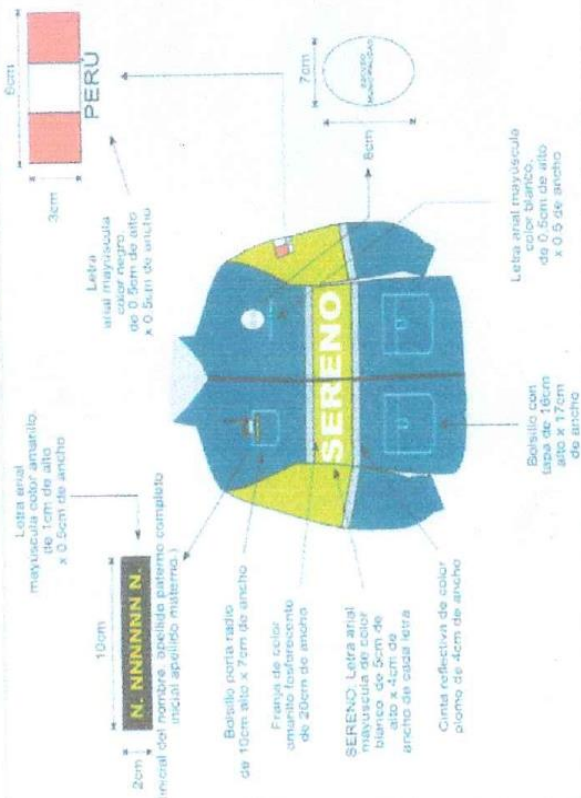 Letra arial
mayúscula color amarillo.
de 1cm de alto
x 0.5cm de ancho
10cm
2cm
N. NNNNNNN N.
(inicial del nombre, apellido paterno completo
inicial apellido materno.)
Bolsillo porta radio
de 10cm alto x 7cm de ancho
Franja de color
amarillo fosforecente
de 20cm de ancho
SERENO. Letra arial
mayúscula de color
blanco de 5cm de
alto x 4cm de
ancho de cada letra
Cinta reflectiva de color
plomo de 4cm de ancho
SERENO
Bolsillo con
tapa de 16cm
alto x 17cm
de ancho
Letra
arial mayúscula
color negro.
de 0.5cm de alto
x 0.5cm de ancho
6cm
3cm
PERÚ
7cm
8cm
MUNICIPALIDAD
Letra arial mayúscula
color blanco.
de 0.5cm de alto
x 0.5 de ancho